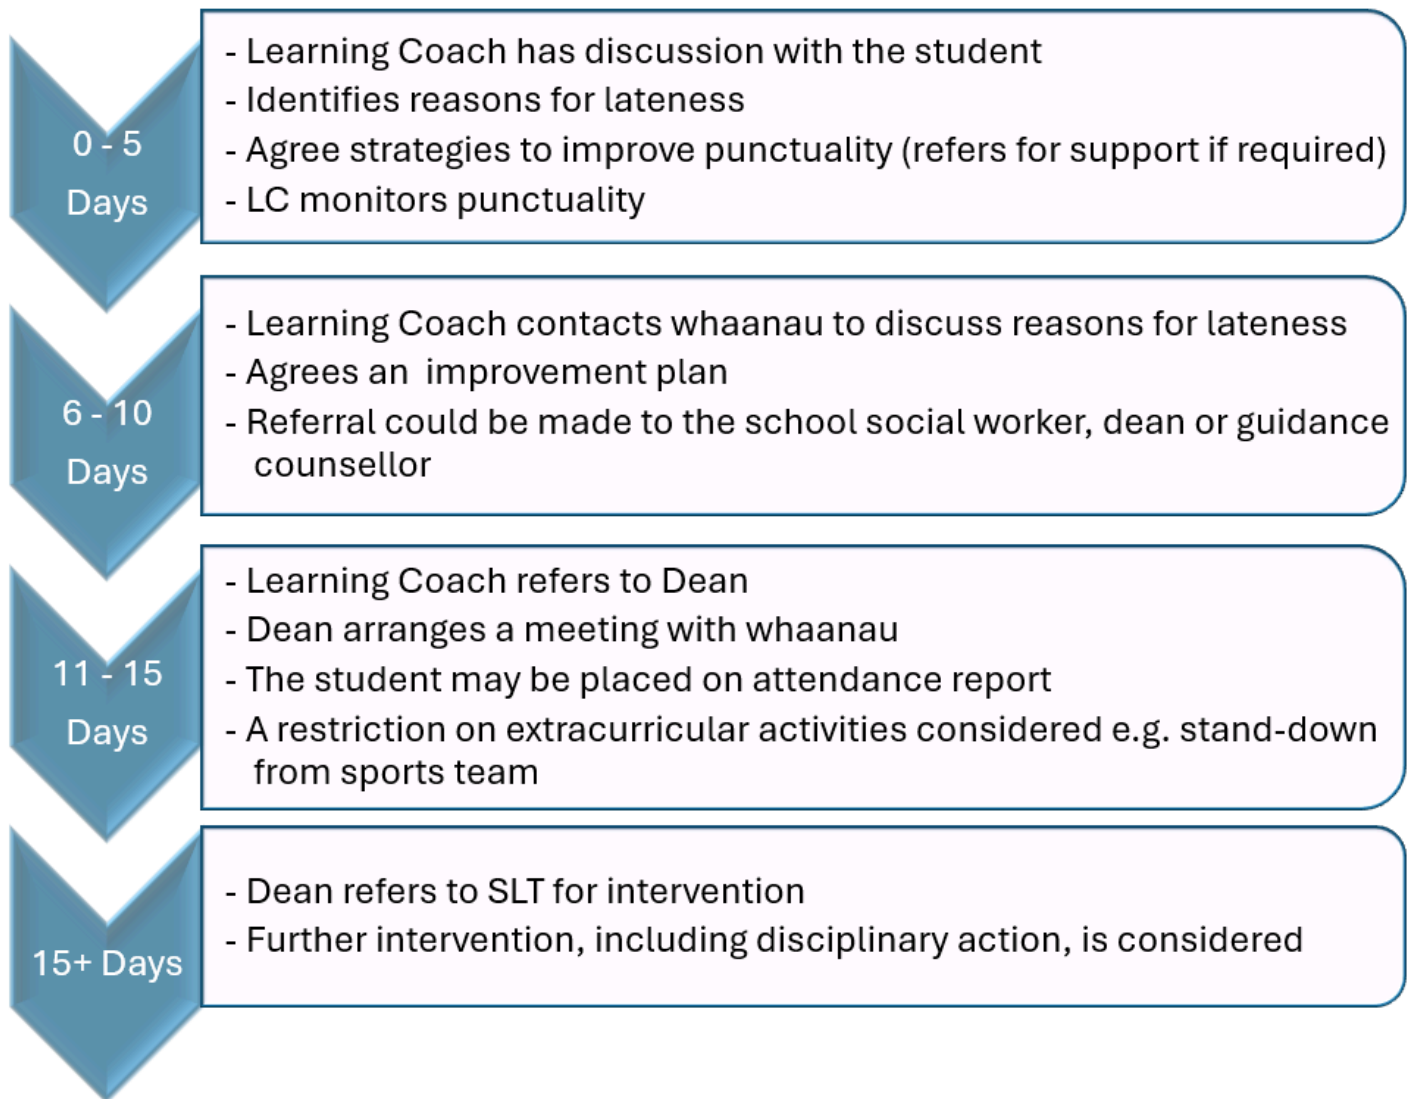 0 - 5
Days
- Learning Coach has discussion with the student
- Identifies reasons for lateness
- Agree strategies to improve punctuality (refers for support if required)
- LC monitors punctuality
6 - 10
Days
- Learning Coach contacts whaanau to discuss reasons for lateness
- Agrees an  improvement plan
- Referral could be made to the school social worker, dean or guidance
counsellor
11 - 15
Days
- Learning Coach refers to Dean
- Dean arranges a meeting with whaanau
- The student may be placed on attendance report
- A restriction on extracurricular activities considered e.g. stand-down
from sports team
15+ Days
- Dean refers to SLT for intervention
- Further intervention, including disciplinary action, is considered